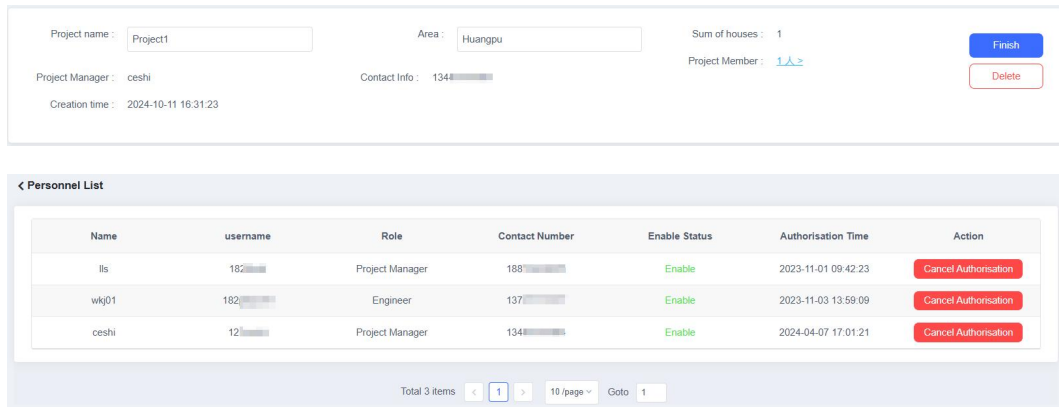 Project name : Project1 Area : Huangpu Sum of houses : 1
Finish
Project Member : 1 人 >
Project Manager : ceshi Contact Info : 134
Delete
Creation time : 2024-10-11 16:31:23
< Personnel List
Name username Role Contact Number Enable Status Authorisation Time Action
lls 182 Project Manager 188 Enable 2023-11-01 09:42:23 Cancel Authorisation
wkj01 182 Engineer 137 Enable 2023-11-03 13:59:09 Cancel Authorisation
ceshi 12 Project Manager 134 Enable 2024-04-07 17:01:21 Cancel Authorisation
Total 3 items < 1 > 10 /page Goto 1